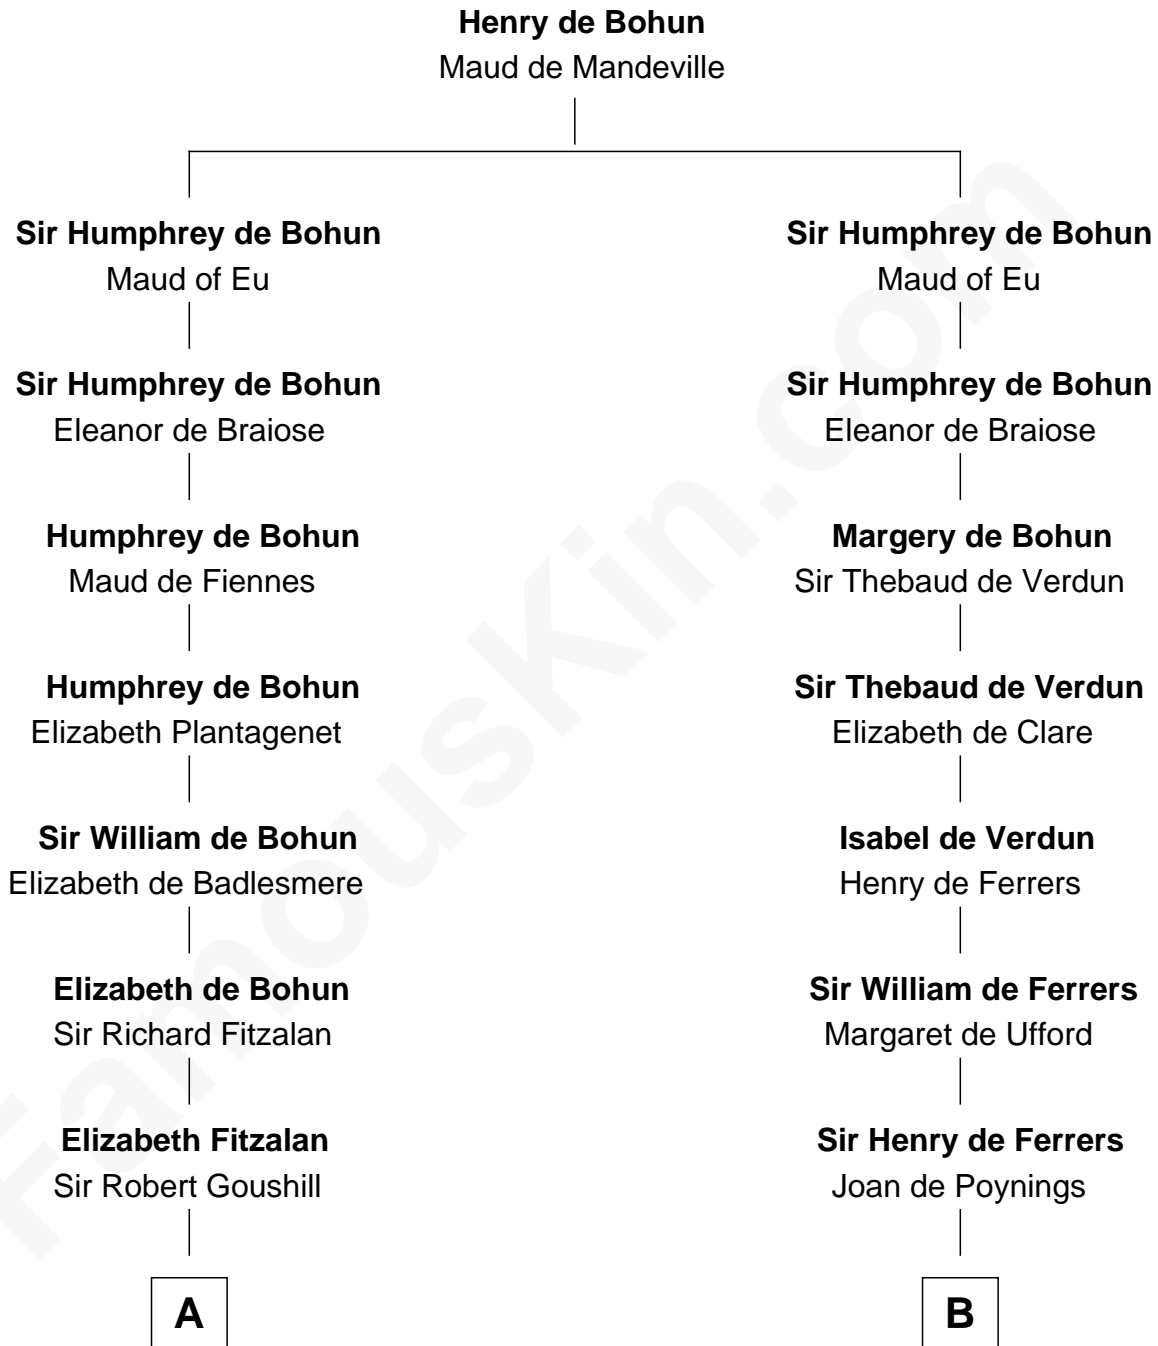 Henry de Bohun
Maud de Mandeville
Sir Humphrey de Bohun
Maud of Eu
Sir Humphrey de Bohun
Eleanor de Braiose
Humphrey de Bohun
Maud de Fiennes
Humphrey de Bohun
Elizabeth Plantagenet
Sir William de Bohun
Elizabeth de Badlesmere
Elizabeth de Bohun
Sir Richard Fitzalan
Elizabeth Fitzalan
Sir Robert Goushill
A
Sir Humphrey de Bohun
Maud of Eu
Sir Humphrey de Bohun
Eleanor de Braiose
Margery de Bohun
Sir Thebaud de Verdun
Sir Thebaud de Verdun
Elizabeth de Clare
Isabel de Verdun
Henry de Ferrers
Sir William de Ferrers
Margaret de Ufford
Sir Henry de Ferrers
Joan de Poynings
B
FamousKin.com